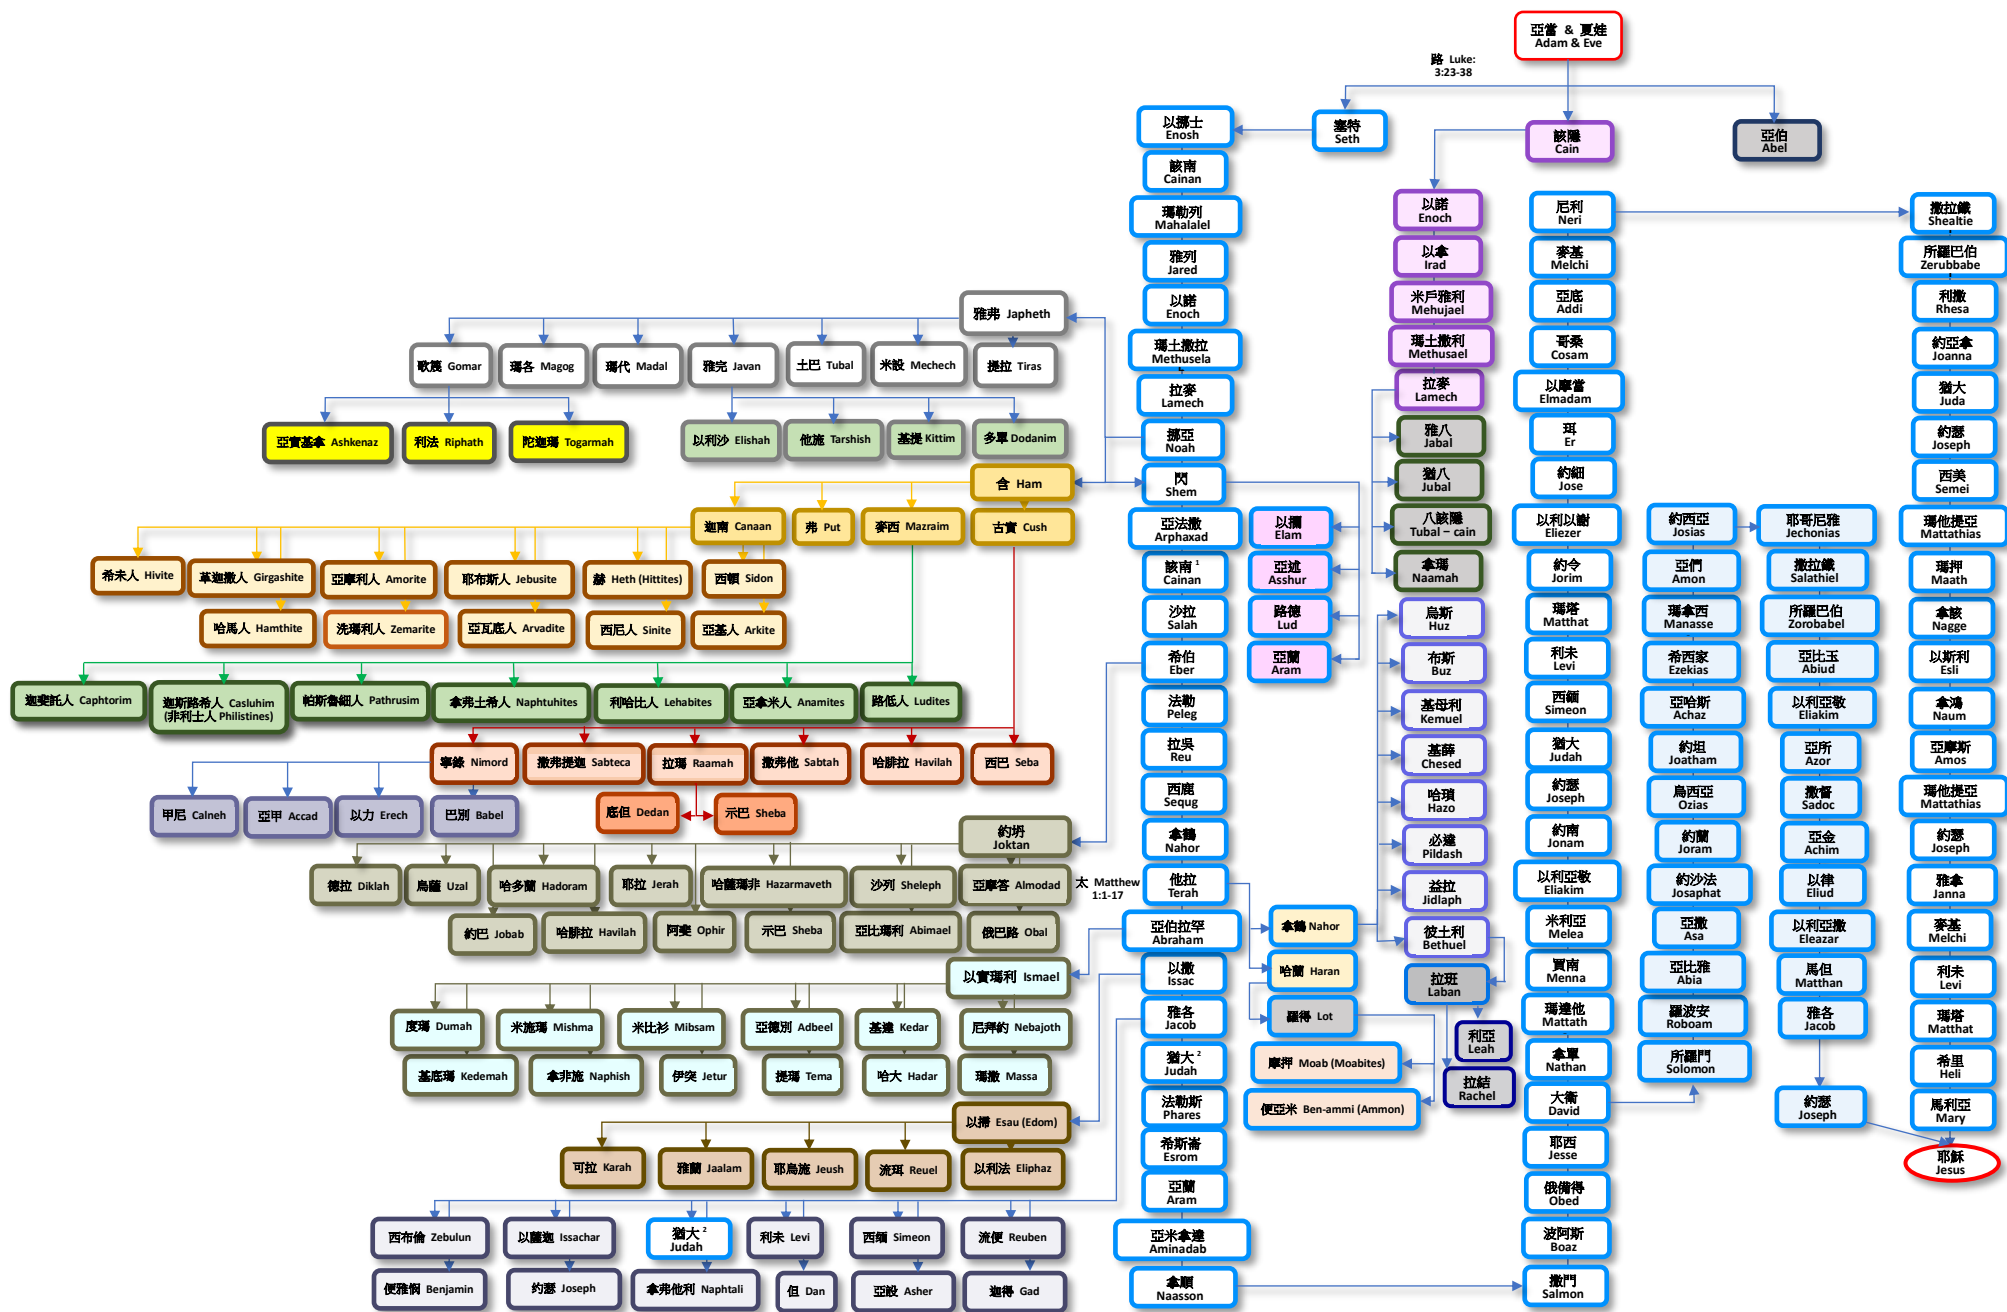 亞當 & 夏娃
Adam & Eve
路 Luke:
3:23-38
塞特
Seth
該隱
Cain
亞伯
Abel
以挪士
Enosh
該南
Cainan
瑪勒列
Mahalalel
雅列
Jared
以諾
Enoch
瑪土撒拉
Methusela
拉麥
Lamech
挪亞
Noah
閃
Shem
亞法撒
Arphaxad
該南 1
Cainan
沙拉
Salah
希伯
Eber
法勒
Peleg
拉吳
Reu
西鹿
Sequg
拿鶴
Nahor
他拉
Terah
太 Matthew
1:1-17
亞伯拉罕
Abraham
以撒
Issac
雅各
Jacob
猶大 2
Judah
法勒斯
Phares
希斯崙
Esrom
亞蘭
Aram
亞米拿達
Aminadab
拿順
Naasson
雅弗 Japheth
歌篾 Gomar
瑪各 Magog
瑪代 Madal
雅完 Javan
土巴 Tubal
米設 Mechech
提拉 Tiras
亞實基拿 Ashkenaz
利法 Riphath
陀迦瑪 Togarmah
以利沙 Elishah
他施 Tarshish
基提 Kittim
多單 Dodanim
含 Ham
迦南 Canaan
弗 Put
麥西 Mazraim
古實 Cush
希未人 Hivite
革迦撒人 Girgashite
亞摩利人 Amorite
耶布斯人 Jebusite
赫 Heth (Hittites)
西頓 Sidon
哈馬人 Hamthite
洗瑪利人 Zemarite
亞瓦底人 Arvadite
西尼人 Sinite
亞基人 Arkite
迦斐託人 Caphtorim
迦斯路希人 Casluhim
(非利士人 Philistines)
帕斯魯細人 Pathrusim
拿弗土希人 Naphtuhites
利哈比人 Lehabites
亞拿米人 Anamites
路低人 Ludites
寧錄 Nimord
撒弗提迦 Sabteca
拉瑪 Raamah
撒弗他 Sabtah
哈腓拉 Havilah
西巴 Seba
甲尼 Calneh
亞甲 Accad
以力 Erech
巴別 Babel
底但 Dedan
示巴 Sheba
約坍
Joktan
德拉 Diklah
烏薩 Uzal
哈多蘭 Hadoram
耶拉 Jerah
哈薩瑪非 Hazarmaveth
沙列 Sheleph
亞摩答 Almodad
約巴 Jobab
哈腓拉 Havilah
阿斐 Ophir
示巴 Sheba
亞比瑪利 Abimael
俄巴路 Obal
以實瑪利 Ismael
度瑪 Dumah
米施瑪 Mishma
米比衫 Mibsam
亞德別 Adbeel
基達 Kedar
尼拜約 Nebajoth
基底瑪 Kedemah
拿非施 Naphish
伊突 Jetur
提瑪 Tema
哈大 Hadar
瑪撒 Massa
以掃 Esau (Edom)
可拉 Karah
雅蘭 Jaalam
耶烏施 Jeush
流珥 Reuel
以利法 Eliphaz
西布倫 Zebulun
以薩迦 Issachar
猶大 2
Judah
利未 Levi
西緬 Simeon
流便 Reuben
便雅憫 Benjamin
約瑟 Joseph
拿弗他利 Naphtali
但 Dan
亞設 Asher
迦得 Gad
以攔
Elam
亞述
Asshur
路德
Lud
亞蘭
Aram
拿鶴 Nahor
哈蘭 Haran
羅得 Lot
摩押 Moab (Moabites)
便亞米 Ben-ammi (Ammon)
以諾
Enoch
以拿
Irad
米戶雅利
Mehujael
瑪土撒利
Methusael
拉麥
Lamech
雅八
Jabal
猶八
Jubal
八該隱
Tubal – cain
拿瑪
Naamah
烏斯
Huz
布斯
Buz
基母利
Kemuel
基薛
Chesed
哈瑣
Hazo
必達
Pildash
益拉
Jidlaph
彼土利
Bethuel
拉班
Laban
利亞
Leah
拉結
Rachel
尼利
Neri
麥基
Melchi
亞底
Addi
哥桑
Cosam
以摩當
Elmadam
珥
Er
約細
Jose
以利以謝
Eliezer
約令
Jorim
瑪塔
Matthat
利未
Levi
西緬
Simeon
猶大
Judah
約瑟
Joseph
約南
Jonam
以利亞敬
Eliakim
米利亞
Melea
買南
Menna
瑪達他
Mattath
拿單
Nathan
大衛
David
耶西
Jesse
俄備得
Obed
波阿斯
Boaz
撒門
Salmon
約西亞
Josias
亞們
Amon
瑪拿西
Manasse
希西家
Ezekias
亞哈斯
Achaz
約坦
Joatham
烏西亞
Ozias
約蘭
Joram
約沙法
Josaphat
亞撒
Asa
亞比雅
Abia
羅波安
Roboam
所羅門
Solomon
耶哥尼雅
Jechonias
撒拉鐵
Salathiel
所羅巴伯
Zorobabel
亞比玉
Abiud
以利亞敬
Eliakim
亞所
Azor
撒督
Sadoc
亞金
Achim
以律
Eliud
以利亞撒
Eleazar
馬但
Matthan
雅各
Jacob
約瑟
Joseph
撒拉鐵
Shealtie
所羅巴伯
Zerubbabe
利撒
Rhesa
約亞拿
Joanna
猶大
Juda
約瑟
Joseph
西美
Semei
瑪他提亞
Mattathias
瑪押
Maath
拿該
Nagge
以斯利
Esli
拿鴻
Naum
亞摩斯
Amos
瑪他提亞
Mattathias
約瑟
Joseph
雅拿
Janna
麥基
Melchi
利未
Levi
瑪塔
Matthat
希里
Heli
馬利亞
Mary
耶穌
Jesus